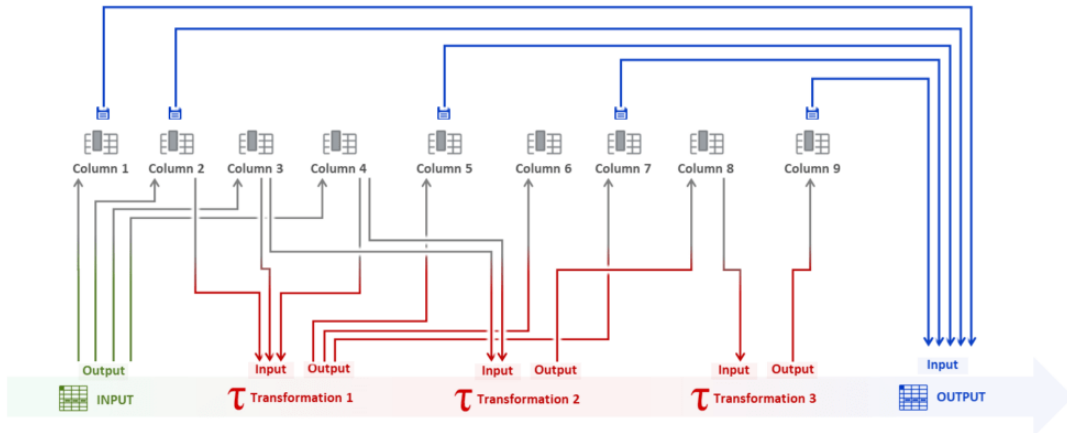 Column 1 Column 2 Column 3 Column 4 Column 5 Column 6 Column 7 Column 8 Column 9
Output Input Output Input Output Input Output Input
INPUT τ Transformation 1 τ Transformation 2 τ Transformation 3 OUTPUT